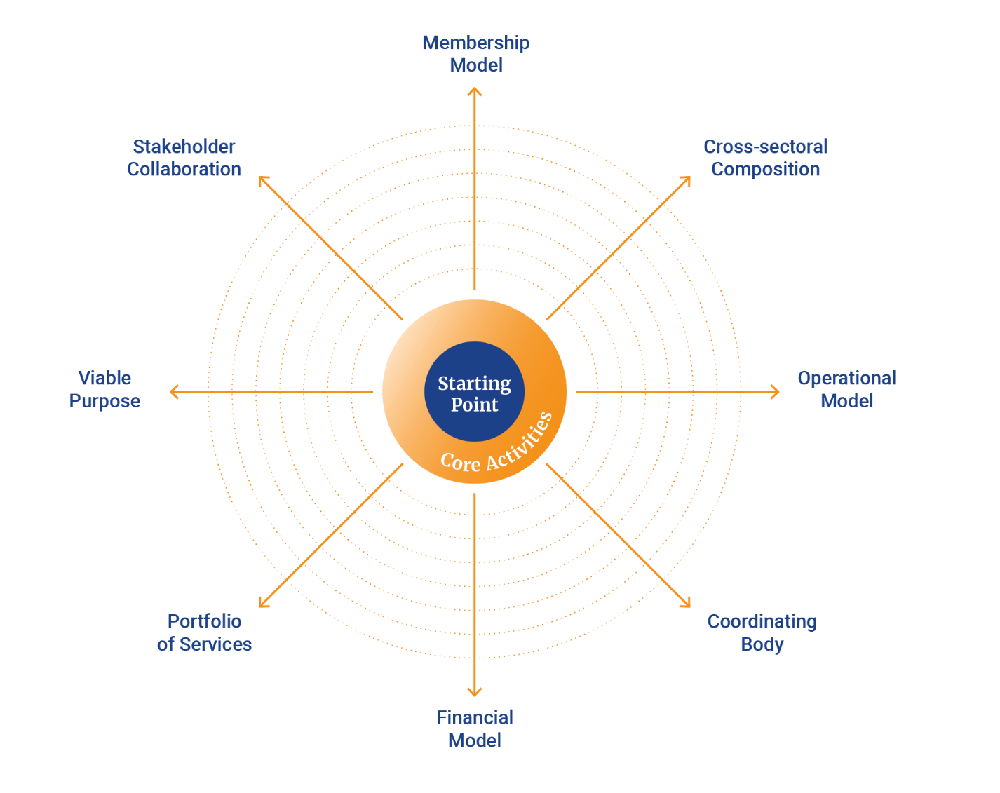 Membership
Model
Stakeholder
Collaboration
Cross-sectoral
Composition
Viable
Purpose
Starting
Point
Core Activities
Operational
Model
Portfolio
of Services
Coordinating
Body
Financial
Model